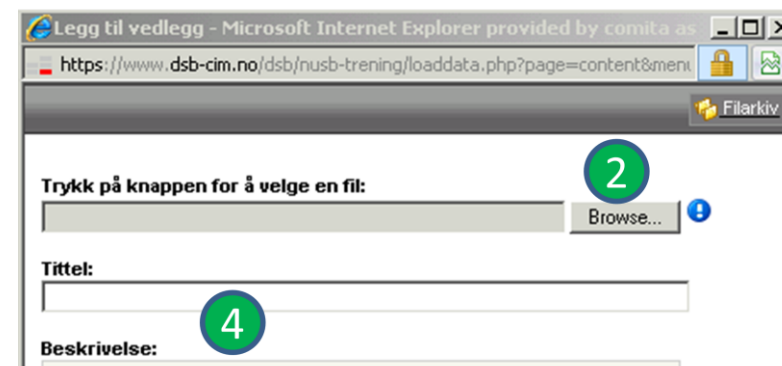 Legg til vedlegg - Microsoft Internet Explorer provided by comita as
https://www.dsb-cim.no/dsb/nusb-trening/loaddata.php?page=content&menu
Filarkiv
2
Trykk på knappen for å velge en fil:
Browse...
Tittel:
4
Beskrivelse: